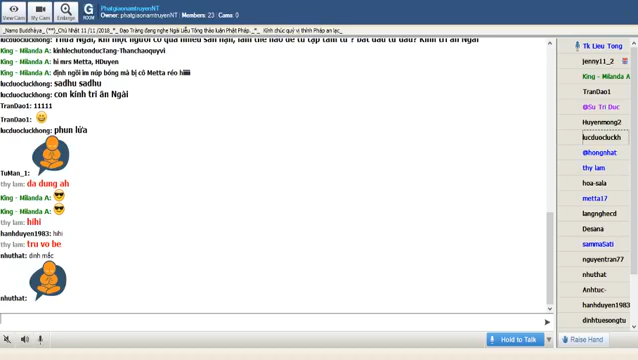 View Cam
My Cam
Enlarge
G
ROOM
PhatgiaonamtruyenNT
Owner: phatgiaonamtruyenNT | Members: 23 | Cams: 0
_Namo Buddhàya_ (**)_Chủ Nhật 11/11 /2018_*_ Đạo Tràng đang nghe Ngài Liễu Tông thảo luận Phật Pháp._*_ Kính chúc quý vị thính Pháp an lạc_
King - Milanda A: kinhlechutonducTang-Thanchaoquyvi
King - Milanda A: hi mrs Metta, HDuyen
King - Milanda A: định ngồi im núp bóng mà bị cô Metta réo hiiii
lucduocluckhong: sadhu sadhu
lucduocluckhong: con kính tri ân Ngài
TranDao1: 11111
TranDao1:
lucduocluckhong: phun lửa
TuMan_1:
thy lam: da dung ah
King - Milanda A:
King - Milanda A:
thy lam: hihi
hanhduyen1983: hihi
thy lam: tru vo be
nhuthat: dinh mắc
nhuthat:
Hold to Talk
Raise Hand
Tk Lieu Tong
jenny11_2
King - Milanda A
TranDao1
@Su Tri Duc
Huyenmong2
lucduocluckh
@hongnhat
thy lam
hoa-sala
metta17
langnghecd
Desana
sammaSati
nguyentran77
nhuthat
Anhtuc-
hanhduyen1983
dinhtuesongtu